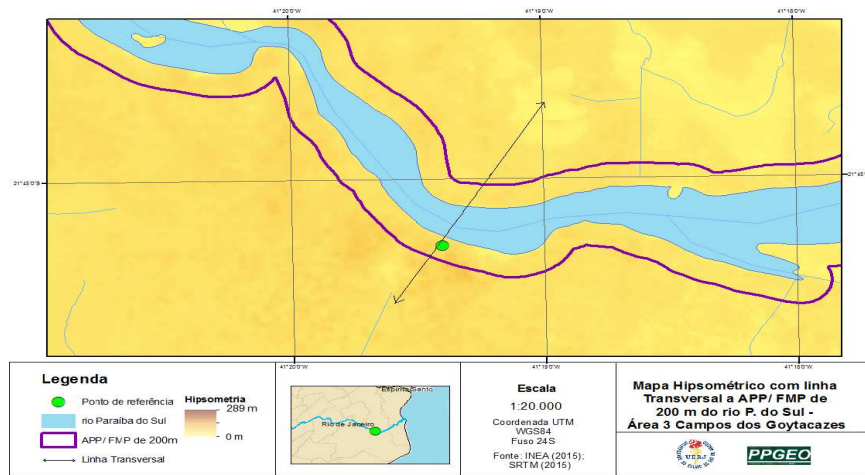 41°20'0"W
41°19'0"W
41°18'0"W
21°45'0"S
21°45'
41°20'0"W
41°19'0"W
41°18'0"W
Legenda
Ponto de referência
rio Paraíba do Sul
APP/ FMP de 200m
Linha Transversal
Hipsometria
289 m
0 m
Espírito Santo
Rio de Janeiro
Escala
1:20.000
Coordenada UTM
WGS84
Fuso 24S
Fonte: INEA (2015);
SRTM (2015)
Mapa Hipsométrico com linha
Transversal a APP/ FMP de
200 m do rio P. do Sul -
Área 3 Campos dos Goytacazes
UERJ
PPGEO